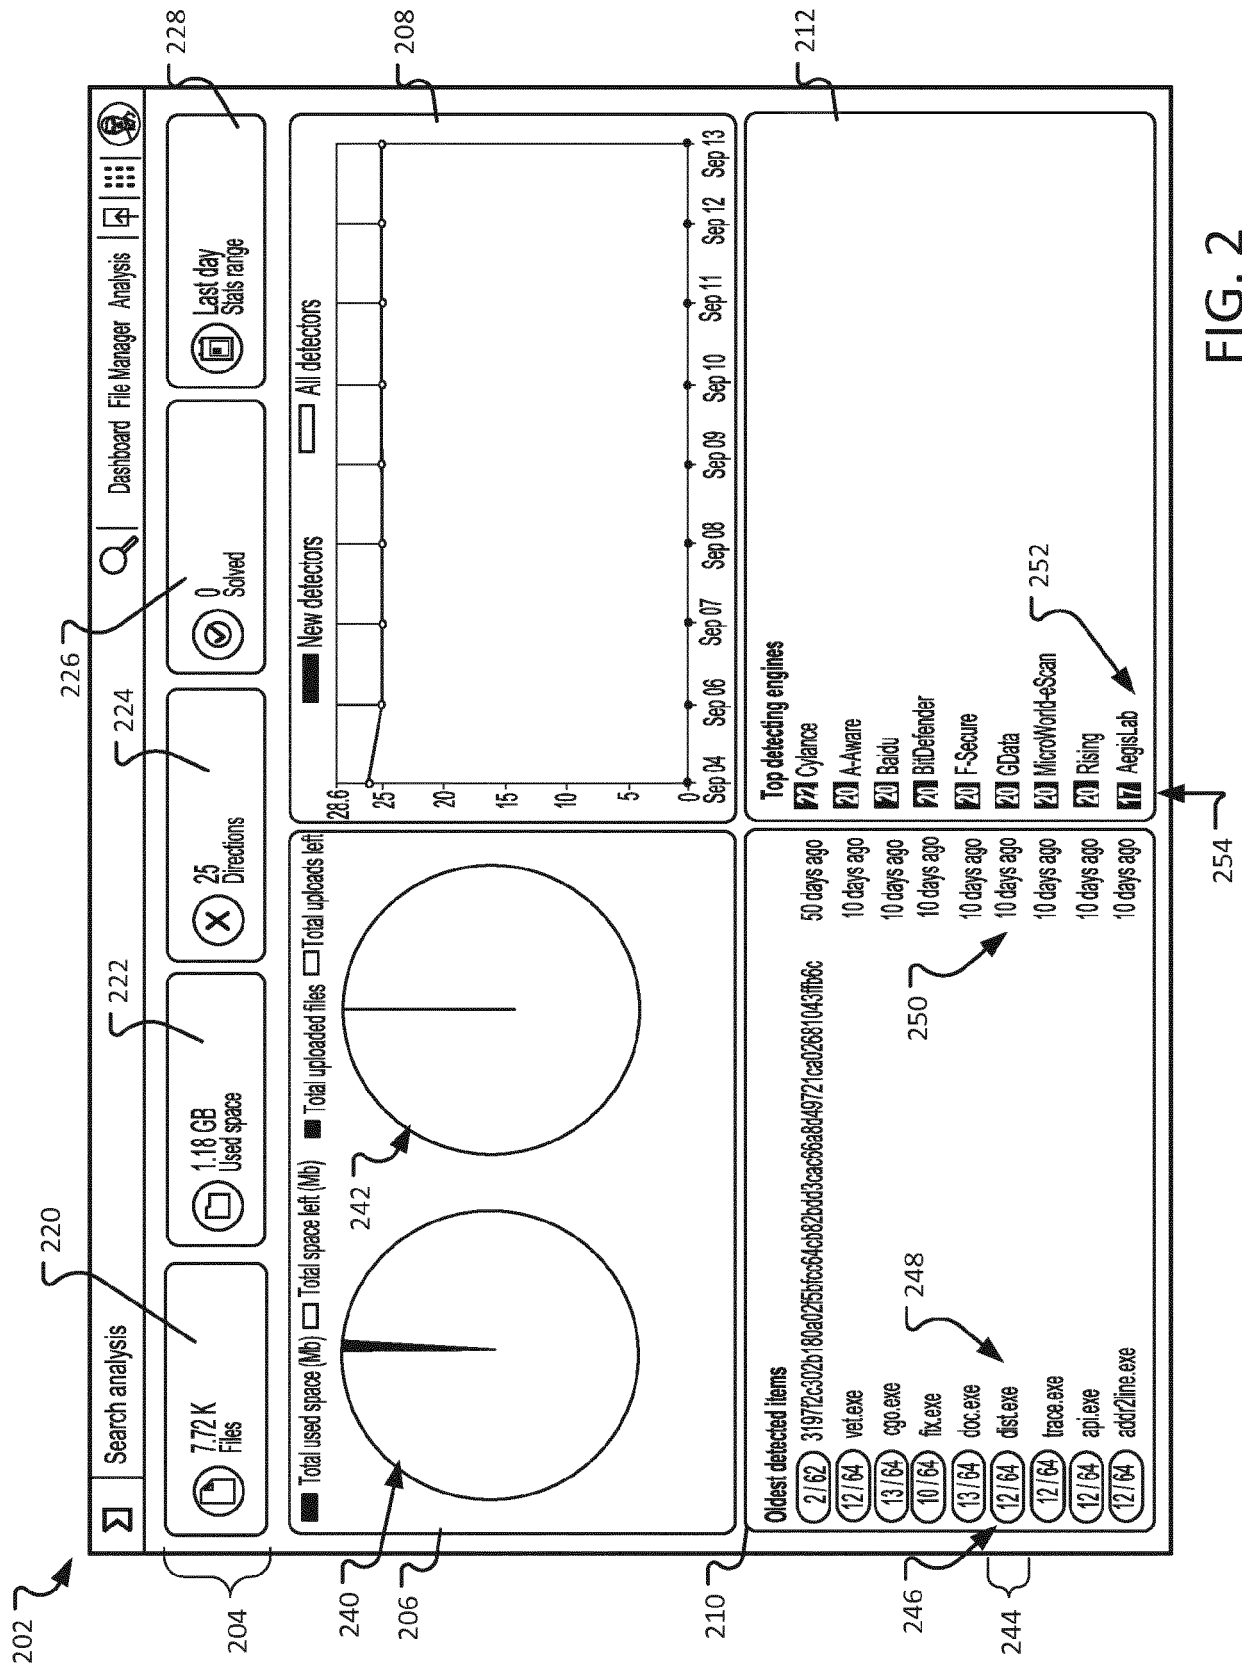 202
Search analysis
Dashboard File Manager Analysis
204
220
7.72 K
Files
222
1.18 GB
Used space
224
25
Directions
226
0
Solved
228
Last day
Stats range
206
240
Total used space (Mb) Total space left (Mb) Total uploaded files Total uploads left
242
208
New detectors All detectors
28.6
25
20
15
10
5
0
Sep 04 Sep 06 Sep 07 Sep 08 Sep 09 Sep 10 Sep 11 Sep 12 Sep 13
210
Oldest detected items
2/62 3197f2c302b180a02f5bfcc64cb82bdd3cac66a8d49721ca02681043ffb6c 50 days ago
12/64 vet.exe 10 days ago
13/64 cgo.exe 10 days ago
10/64 fix.exe 10 days ago
13/64 doc.exe 10 days ago
12/64 dist.exe 10 days ago
12/64 trace.exe 10 days ago
12/64 api.exe 10 days ago
12/64 addr2line.exe 10 days ago
244
246
248
250
212
Top detecting engines
22 Cylance
20 A-Aware
20 Baidu
20 BitDefender
20 F-Secure
20 GData
20 MicroWorld-eScan
20 Rising
17 AegisLab
252
254
FIG. 2